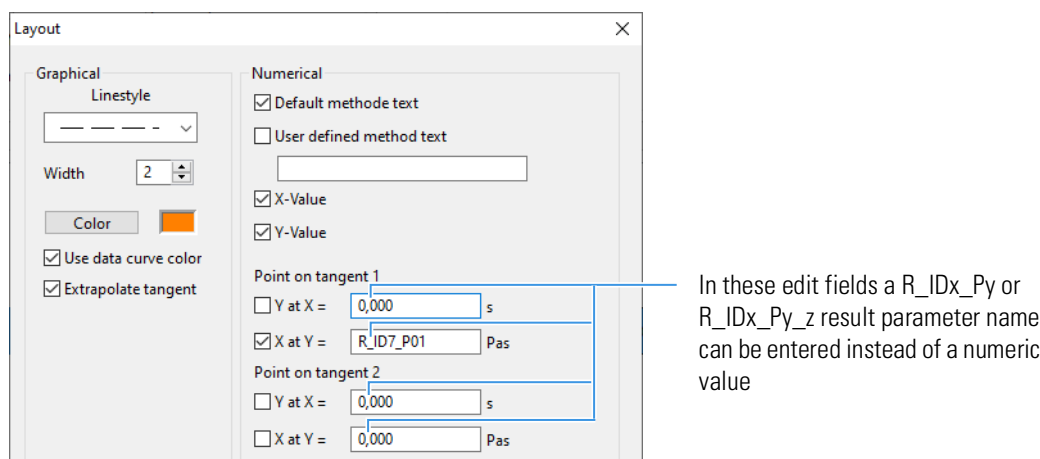 Layout
Graphical
Linestyle
Width 2
Color
Use data curve color
Extrapolate tangent
Numerical
Default methode text
User defined method text
X-Value
Y-Value
Point on tangent 1
Y at X = 0,000 s
X at Y = R_ID7_P01 Pas
Point on tangent 2
Y at X = 0,000 s
X at Y = 0,000 Pas
In these edit fields a R_IDx_Py or
R_IDx_Py_z result parameter name
can be entered instead of a numeric
value